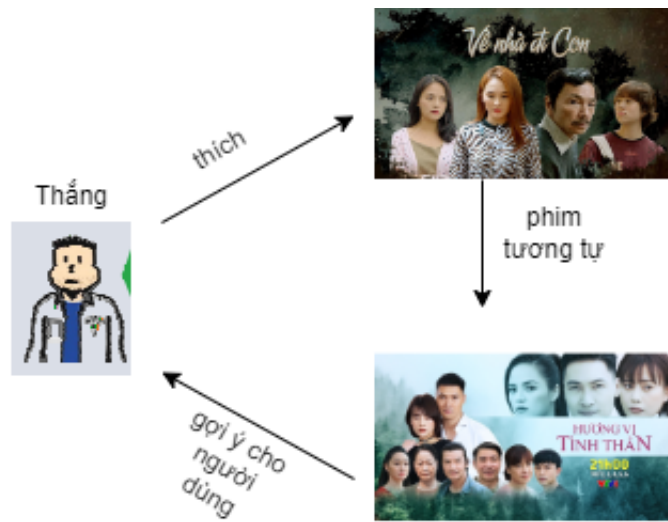 Về nhà đi Con
thích
Thắng
phim
tương tự
HƯƠNG VỊ
TÌNH THÂN
21H00
gợi ý cho
người
dùng